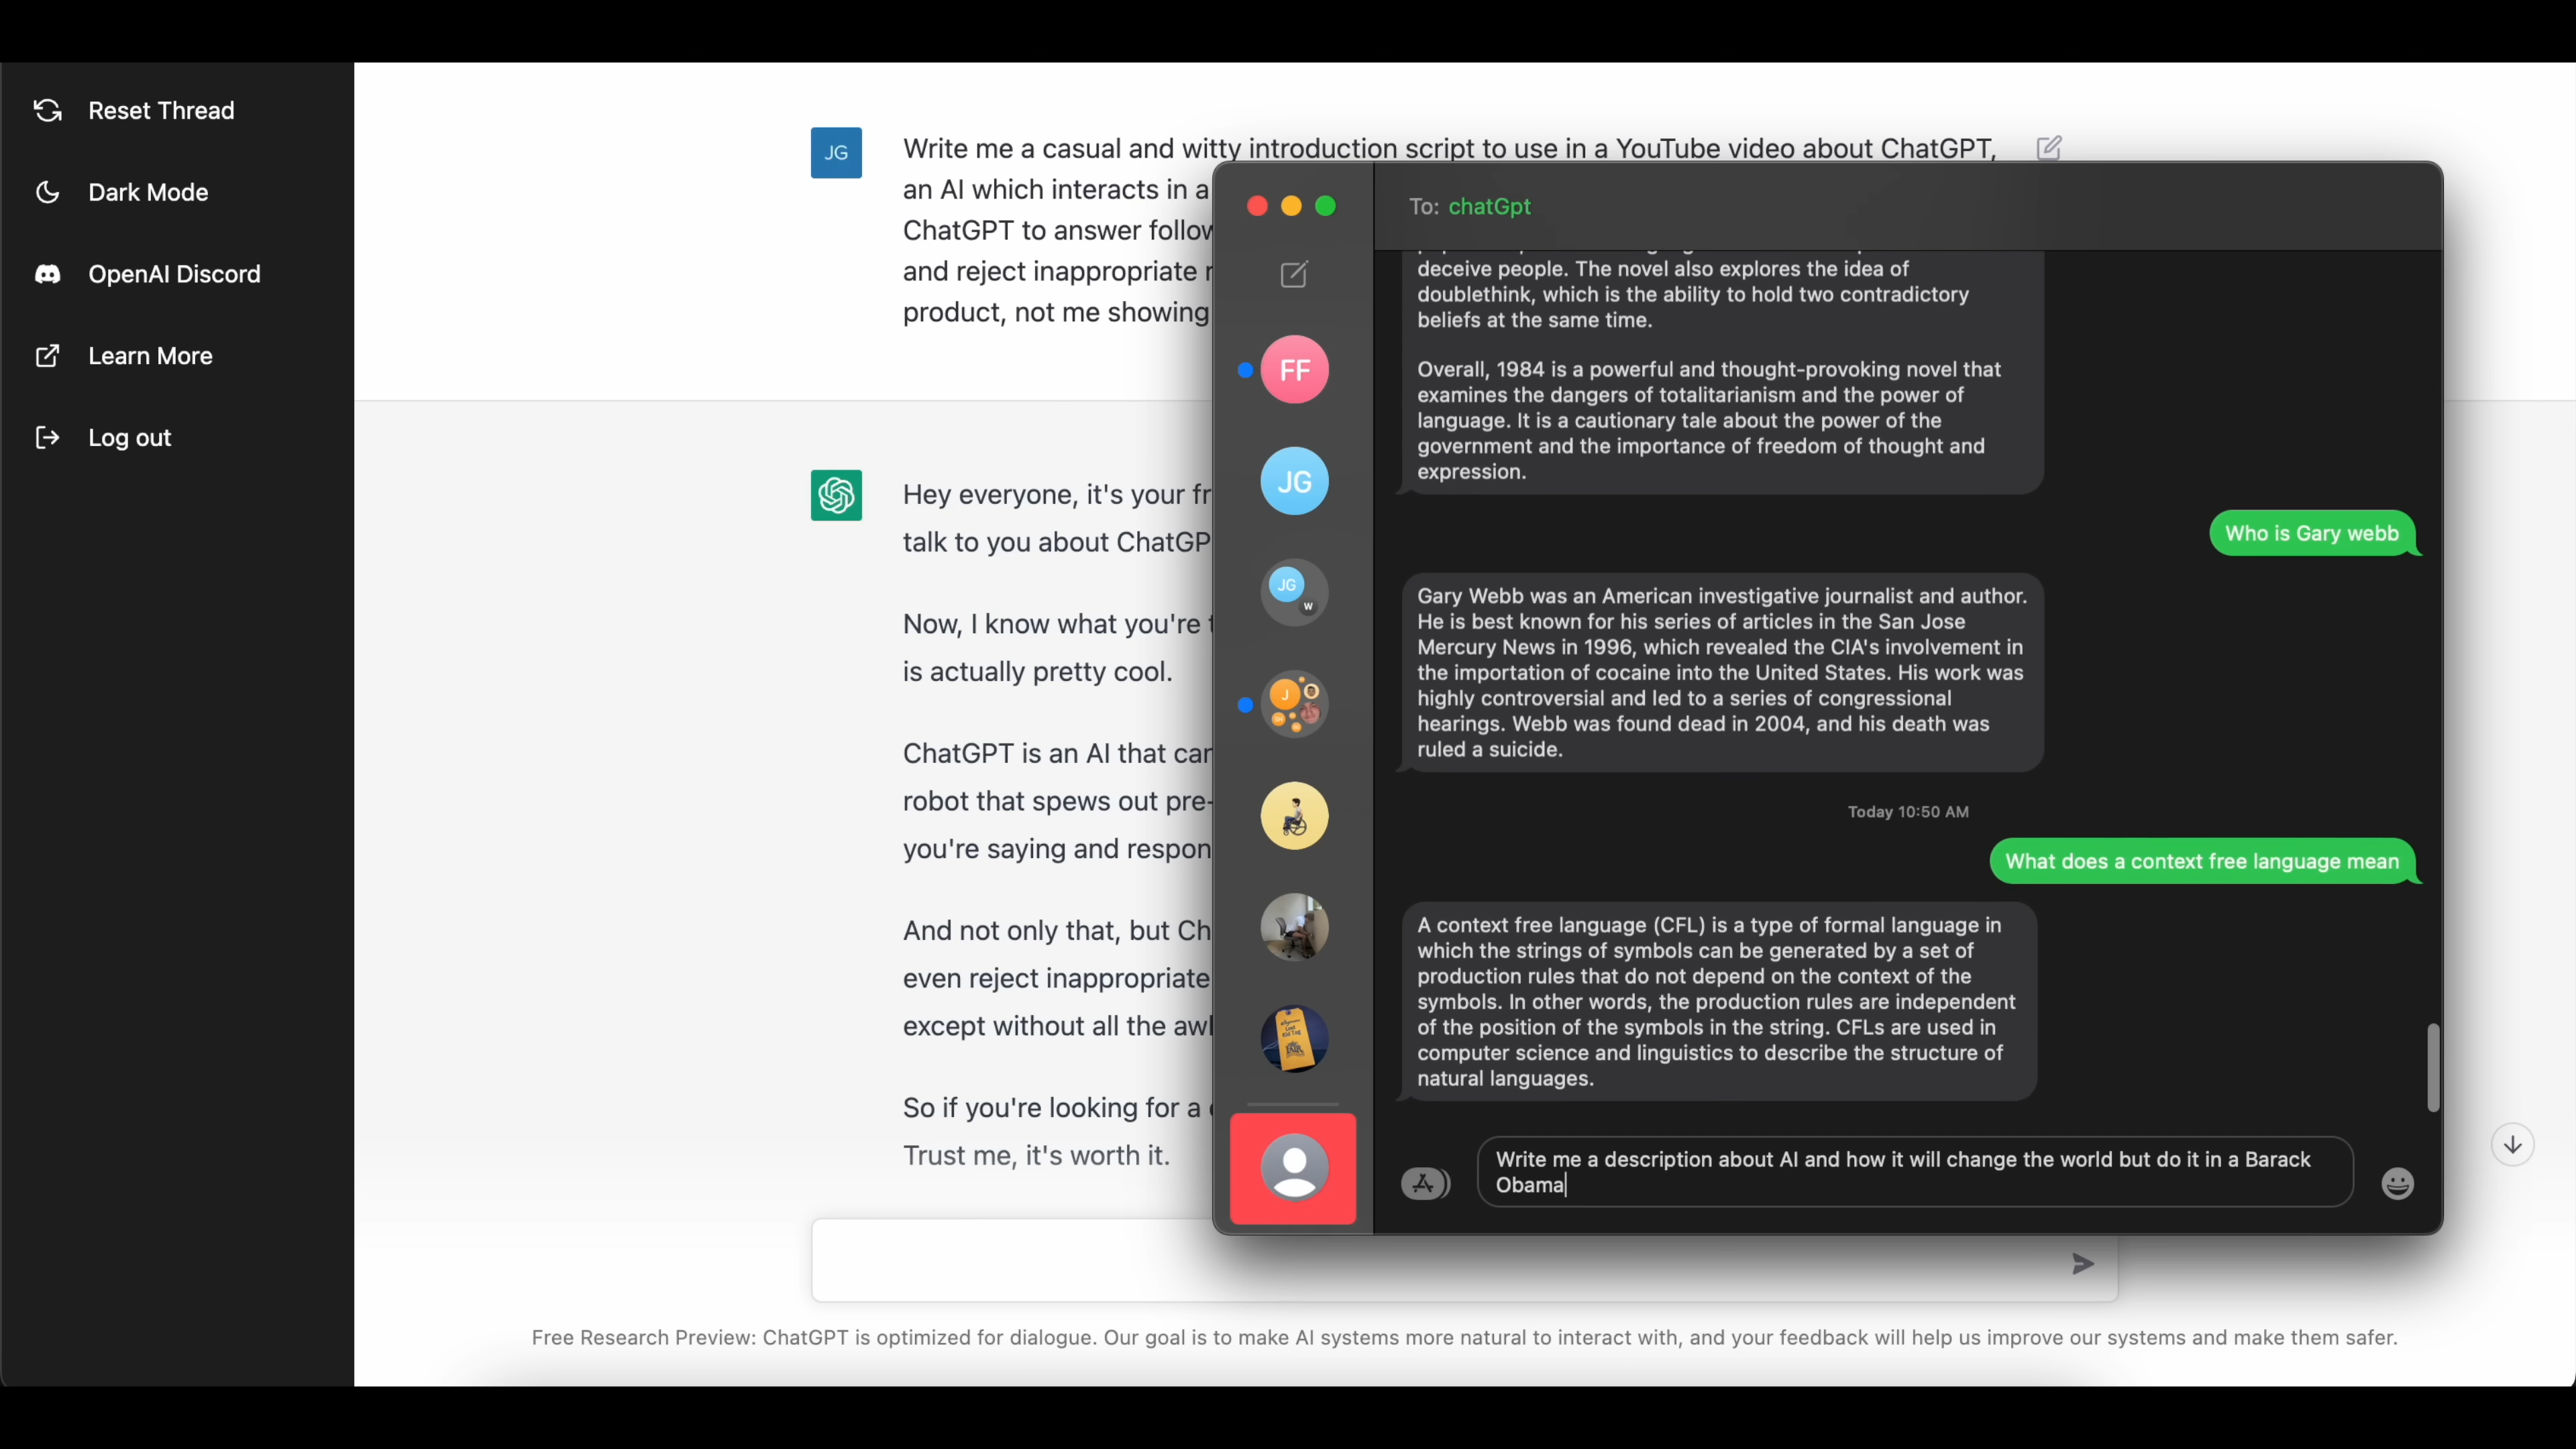 Reset Thread
Dark Mode
OpenAI Discord
Learn More
Log out
JG
Write me a casual and witty introduction script to use in a YouTube video about ChatGPT,
an AI which interacts in a
ChatGPT to answer follow
and reject inappropriate
product, not me showing
Hey everyone, it's your
talk to you about
Now, I know what you're
is actually pretty cool.
ChatGPT is an AI that
robot that spews out pre-
you're saying and
And not only that, but
even reject inappropriate
except without all the
So if you're looking for a
Trust me, it's worth it.
Free Research Preview: ChatGPT is optimized for dialogue. Our goal is to make AI systems more natural to interact with, and your feedback will help us improve our systems and make them safer.
FF
JG
JG
W
J
To: chatGpt
deceive people. The novel also explores the idea of
doublethink, which is the ability to hold two contradictory
beliefs at the same time.
Overall, 1984 is a powerful and thought-provoking novel that
examines the dangers of totalitarianism and the power of
language. It is a cautionary tale about the power of the
government and the importance of freedom of thought and
expression.
Who is Gary webb
Gary Webb was an American investigative journalist and author.
He is best known for his series of articles in the San Jose
Mercury News in 1996, which revealed the CIA's involvement in
the importation of cocaine into the United States. His work was
highly controversial and led to a series of congressional
hearings. Webb was found dead in 2004, and his death was
ruled a suicide.
Today 10:50 AM
What does a context free language mean
A context free language (CFL) is a type of formal language in
which the strings of symbols can be generated by a set of
production rules that do not depend on the context of the
symbols. In other words, the production rules are independent
of the position of the symbols in the string. CFLs are used in
computer science and linguistics to describe the structure of
natural languages.
Write me a description about AI and how it will change the world but do it in a Barack
Obama